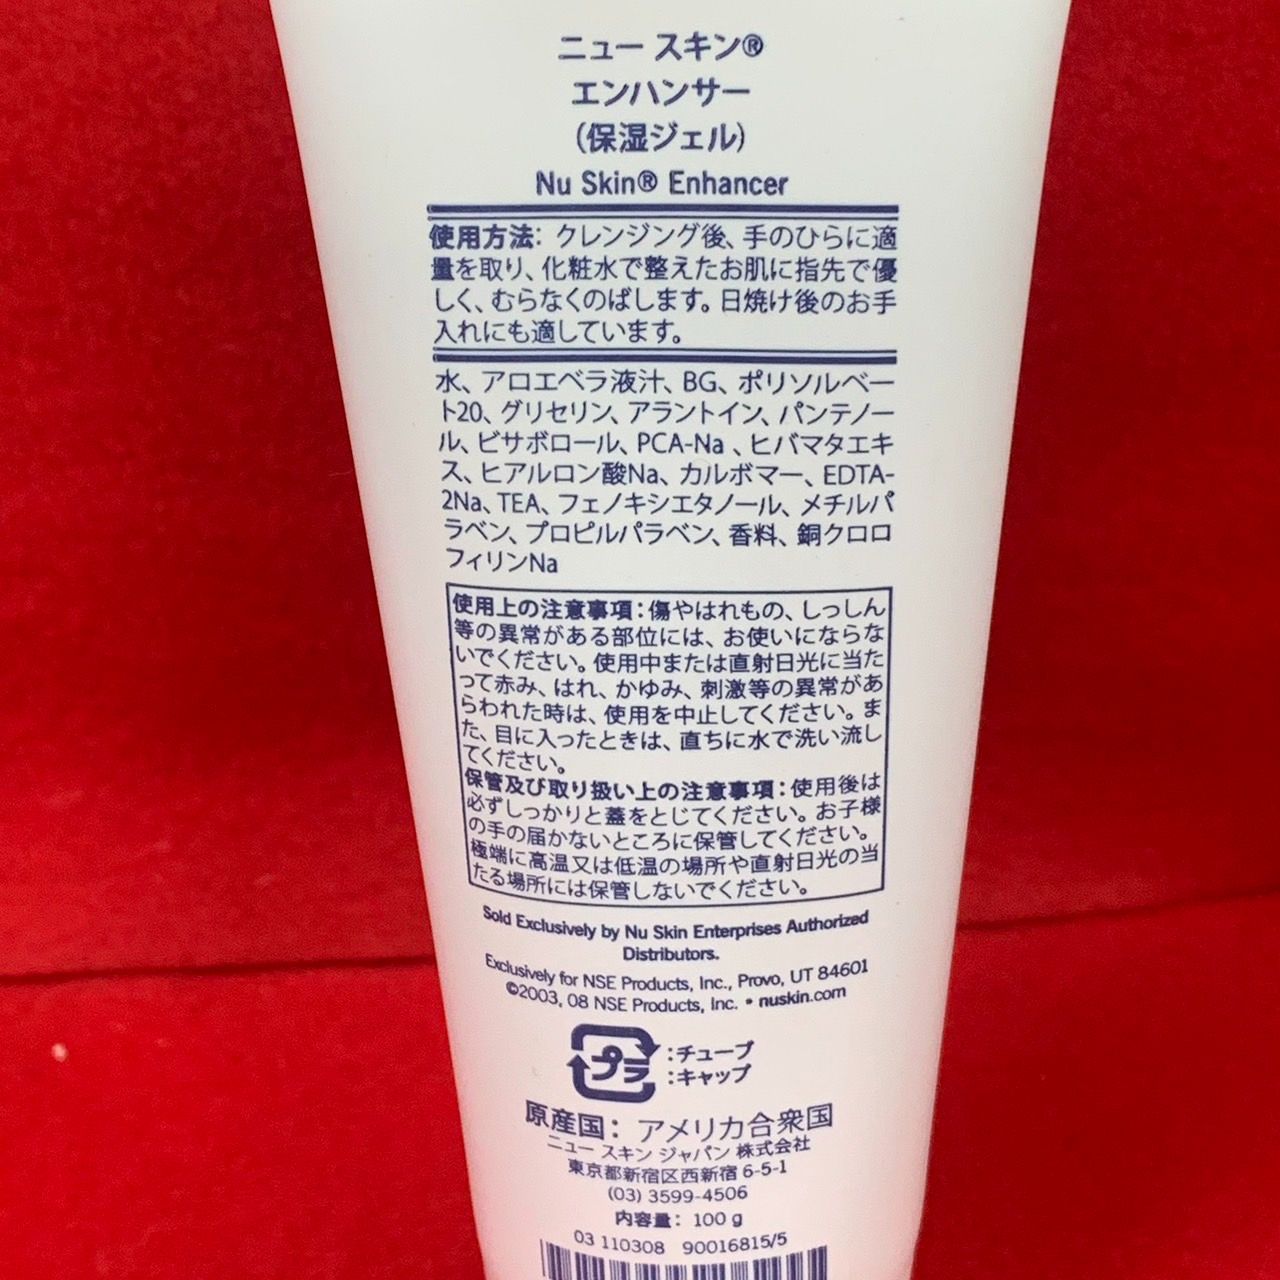 ニュー スキン®
エンハンサー
(保湿ジェル)
Nu Skin® Enhancer
使用方法: クレンジング後、手のひらに適
量を取り、化粧水で整えたお肌に指先で優
しく、むらなくのばします。日焼け後のお手
入れにも適しています。
水、アロエベラ液汁、BG、ポリソルベー
ト20、グリセリン、アラントイン、パンテノー
ル、ビサボロール、PCA-Na 、ヒバマタエキ
ス、ヒアルロン酸Na、カルボマー、EDTA-
2Na、TEA、フェノキシエタノール、メチルパ
ラベン、プロピルパラベン、香料、銅クロロ
フィリンNa
使用上の注意事項:傷やはれもの、しっしん
等の異常がある部位には、お使いにならな
いでください。使用中または直射日光に当た
って赤み、はれ、かゆみ、刺激等の異常があ
らわれた時は、使用を中止してください。ま
た、目に入ったときは、直ちに水で洗い流し
てください。
保管及び取り扱い上の注意事項:使用後は
必ずしっかりと蓋をとじてください。お子様
の手の届かないところに保管してください。
極端に高温又は低温の場所や直射日光の当
たる場所には保管しないでください。
Sold Exclusively by Nu Skin Enterprises Authorized
Distributors.
Exclusively for NSE Products, Inc., Provo, UT 84601
©2003, 08 NSE Products, Inc. • nuskin.com
プラ :チューブ
:キャップ
原産国: アメリカ合衆国
ニュー スキン ジャパン 株式会社
東京都新宿区西新宿 6-5-1
(03) 3599-4506
内容量: 100 g
03 110308 90016815/5